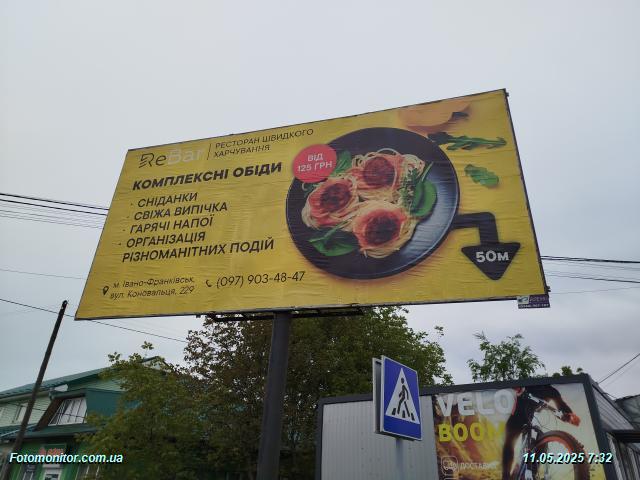 ReBar
РЕСТОРАН ШВИДКОГО
ХАРЧУВАННЯ
КОМПЛЕКСНІ ОБІДИ
ВІД
125 ГРН
· СНІДАНКИ
· СВІЖА ВИПІЧКА
· ГАРЯЧІ НАПОЇ
· ОРГАНІЗАЦІЯ
РІЗНОМАНІТНИХ ПОДІЙ
50м
м. Івано-Франківськ,
вул. Коновальця, 229
(097) 903-48-47
VELO
BOOM
ДОСТАВКА
Fotomonitor.com.ua
11.05.2025 7:32